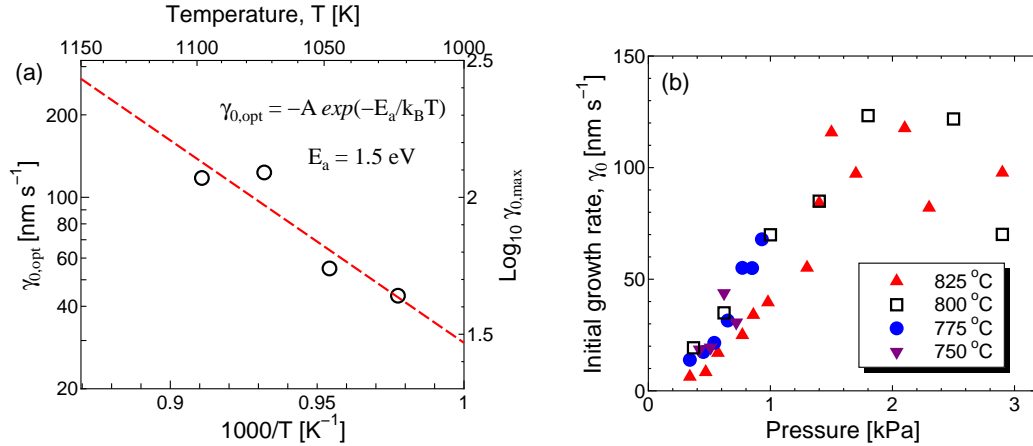 Temperature, T [K]
1150 1100 1050 1000
(a)
γ0,opt = −A exp(−Ea/kBT)
Ea = 1.5 eV
200
100
80
60
40
20
γ0,opt [nm s−1]
2.5
2
1.5
Log10 γ0,max
0.9 0.95 1
1000/T [K−1]
(b)
150
100
50
0
Initial growth rate, γ0 [nm s−1]
825 °C
800 °C
775 °C
750 °C
0 1 2 3
Pressure [kPa]